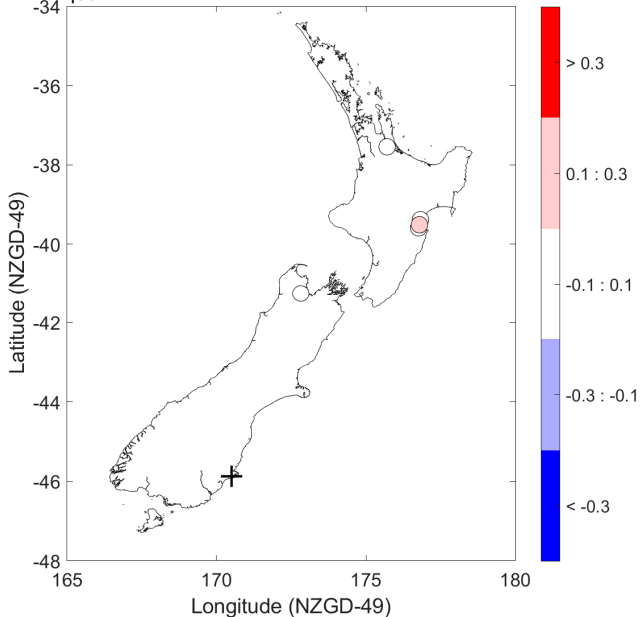 -34
-36
-38
-40
-42
-44
-46
-48
165
170
175
180
Latitude (NZGD-49)
Longitude (NZGD-49)
> 0.3
0.1 : 0.3
-0.1 : 0.1
-0.3 : -0.1
< -0.3